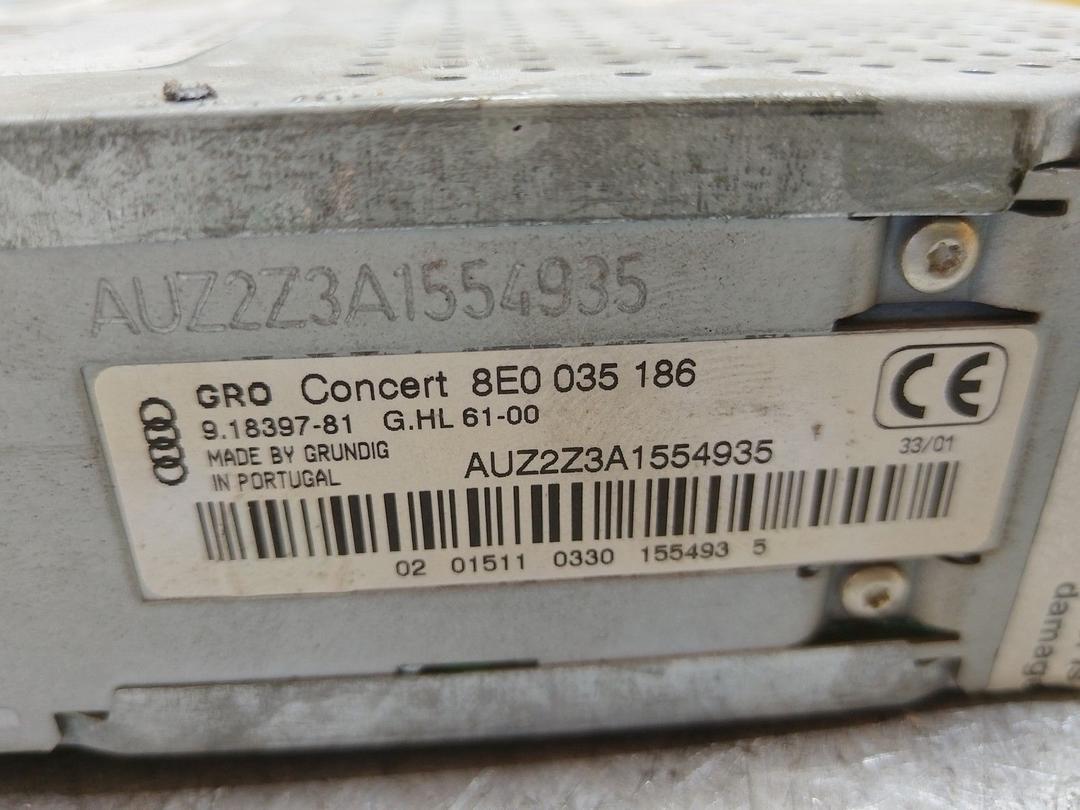 AUZ2Z3A1554935
GRO Concert 8E0 035 186
9.18397-81 G.HL 61-00
MADE BY GRUNDIG
IN PORTUGAL
AUZ2Z3A1554935
CE
33/01
02 01511 0330 155493 5